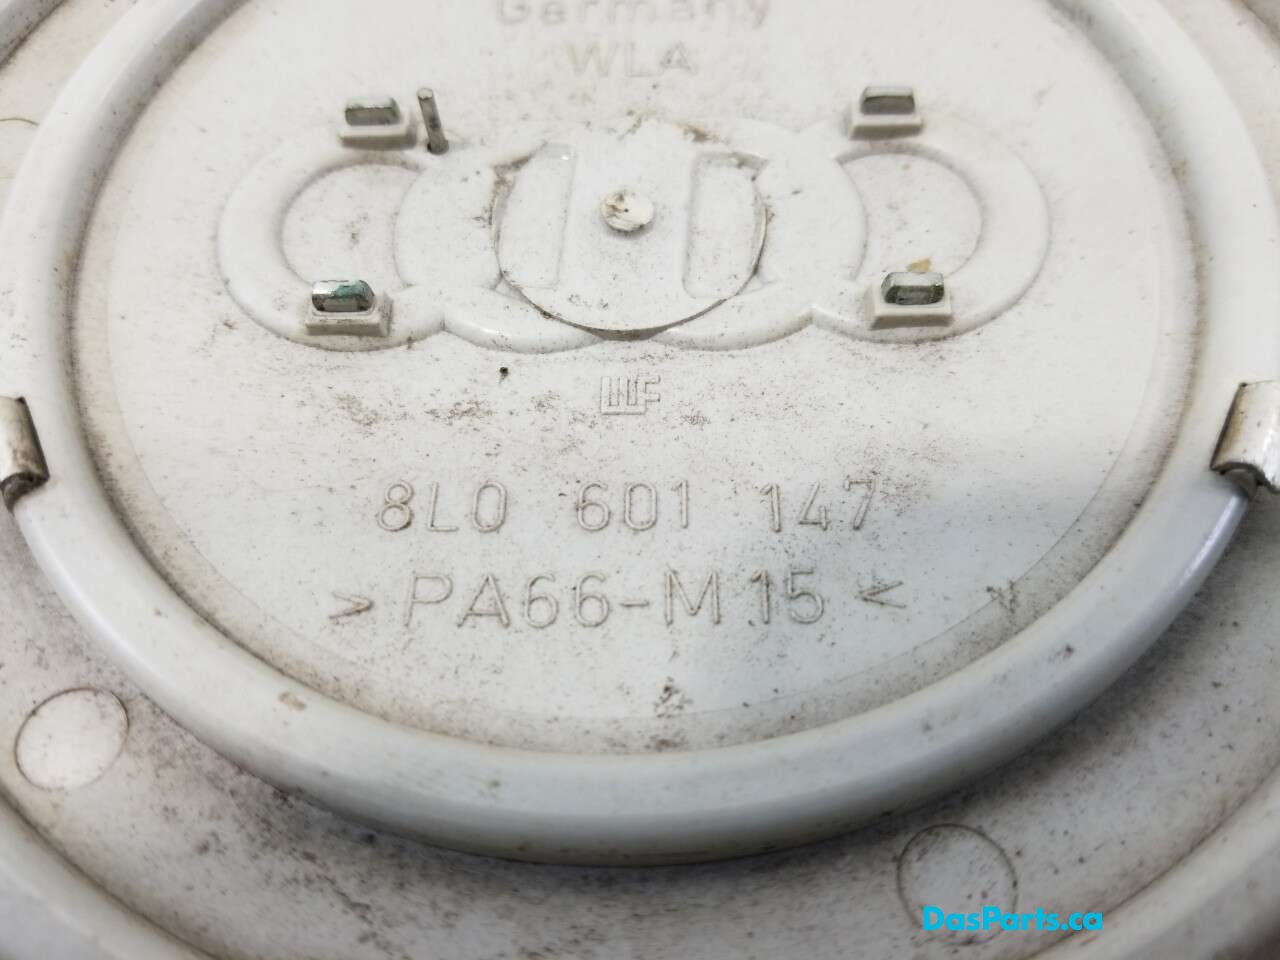 Germany
WLA
8L0 601 147
>PA66-M15<
DasParts.ca